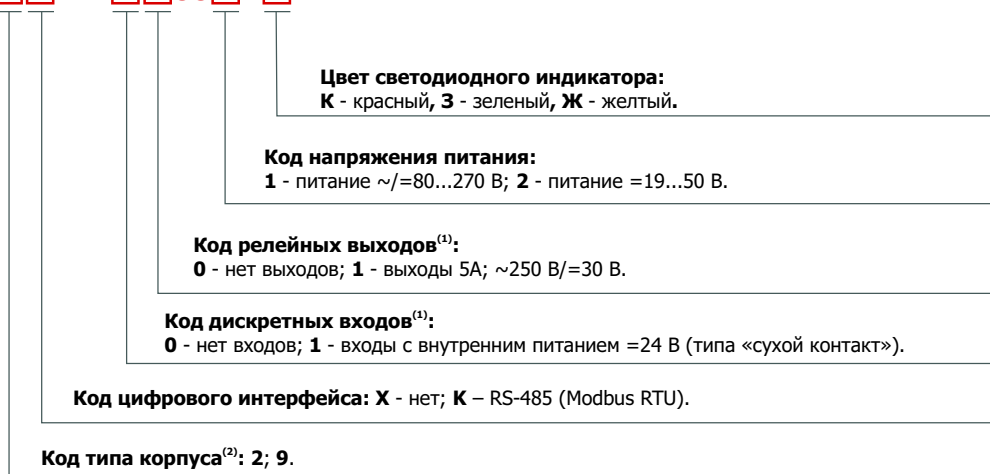 Цвет светодиодного индикатора:
К - красный, З - зеленый, Ж - желтый.
Код напряжения питания:
1 - питание ~/=80...270 В; 2 - питание =19...50 В.
Код релейных выходов(1):
0 - нет выходов; 1 - выходы 5А; ~250 В/=30 В.
Код дискретных входов(1):
0 - нет входов; 1 - входы с внутренним питанием =24 В (типа «сухой контакт»).
Код цифрового интерфейса: X - нет; К – RS-485 (Modbus RTU).
Код типа корпуса(2): 2; 9.